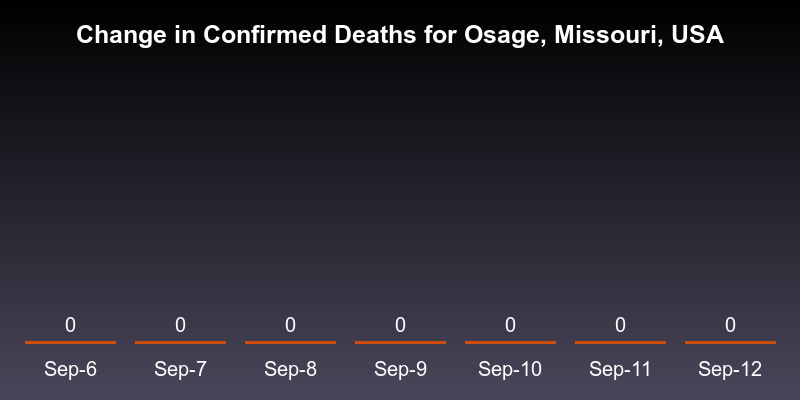 Change in Confirmed Deaths for Osage, Missouri, USA
0 0 0 0 0 0 0
Sep-6 Sep-7 Sep-8 Sep-9 Sep-10 Sep-11 Sep-12